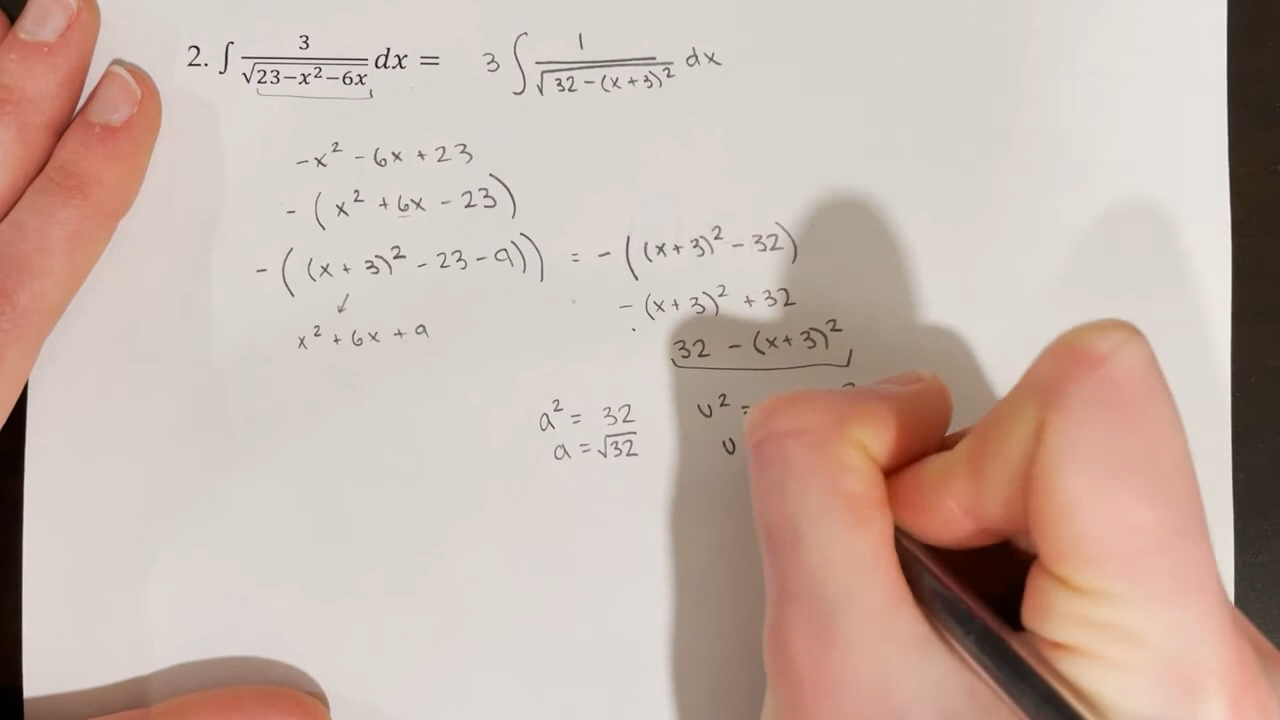 2. ∫ 3/√(23−x²−6x) dx = 3 ∫ 1/√(32 − (x+3)²) dx
-x² - 6x + 23
- (x² + 6x - 23)
- ((x + 3)² - 23 - 9)) = - ((x+3)² - 32)
x² + 6x + 9
- (x+3)² + 32
32 - (x+3)²
a² = 32 u² =
a = √32 u